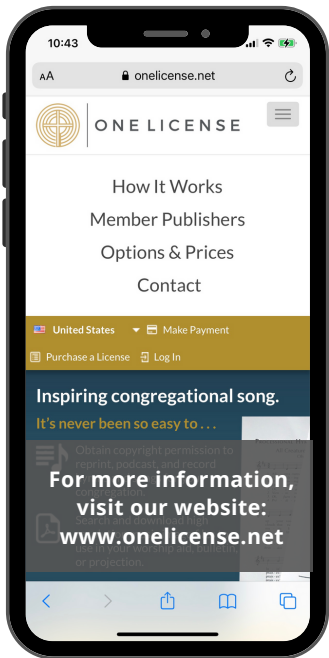 10:43
AA onelicense.net
ONE LICENSE
How It Works
Member Publishers
Options & Prices
Contact
United States Make Payment
Purchase a License Log In
Inspiring congregational song.
It's never been so easy to . . .
Obtain copyright permission to
reprint, podcast, and record
congregation.
For more information,
visit our website:
www.onelicense.net
Search and download high
use in your worship aid, bulletin,
or projection.